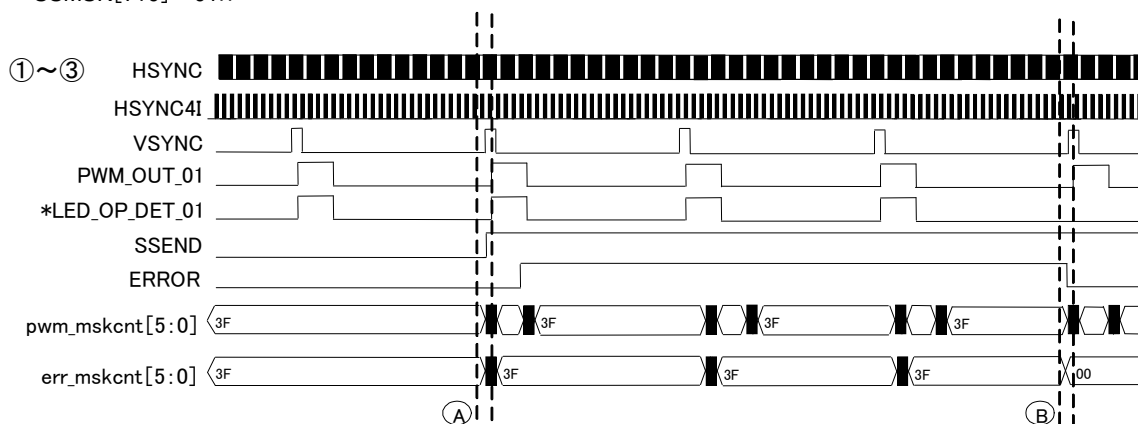 ①～③ HSYNC
HSYNC4I
VSYNC
PWM_OUT_01
*LED_OP_DET_01
SSEND
ERROR
pwm_mskcnt[5:0] 3F 3F 3F 3F
err_mskcnt[5:0] 3F 3F 3F 3F 00
A B